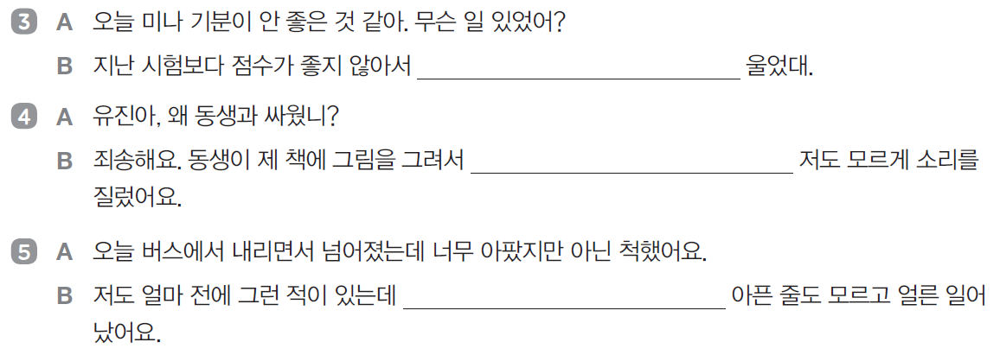 3 A 오늘 미나 기분이 안 좋은 것 같아. 무슨 일 있었어?
B 지난 시험보다 점수가 좋지 않아서 ____________ 울었대.
4 A 유진아, 왜 동생과 싸웠니?
B 죄송해요. 동생이 제 책에 그림을 그려서 ____________ 저도 모르게 소리를
질렀어요.
5 A 오늘 버스에서 내리면서 넘어졌는데 너무 아팠지만 아닌 척했어요.
B 저도 얼마 전에 그런 적이 있는데 ____________ 아픈 줄도 모르고 얼른 일어
났어요.